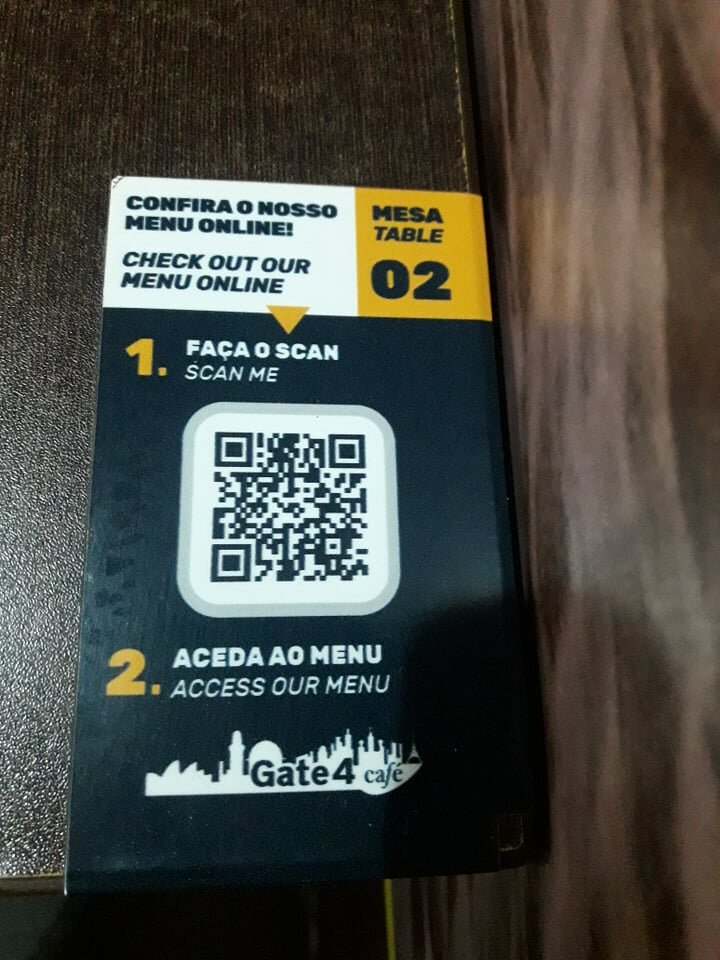 CONFIRA O NOSSO
MENU ONLINE!
CHECK OUT OUR
MENU ONLINE
MESA
TABLE
02
1. FAÇA O SCAN
SCAN ME
2. ACEDA AO MENU
ACCESS OUR MENU
Gate4 café